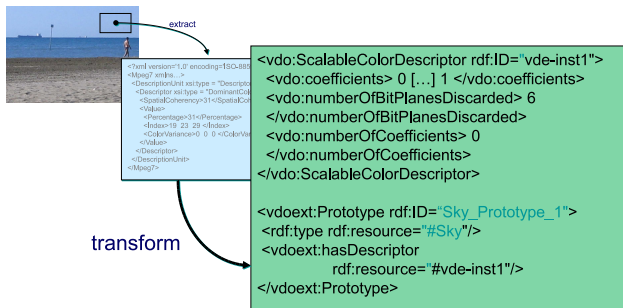 extract
<?xml version='1.0' encoding=ISO-885
<Mpeg7 xmlns…>
<DescriptionUnit xsi:type = "Descriptor
<Descriptor xsi:type = "DominantCol
<SpatialCoherency>31</SpatialCoh
<Value>
<Percentage>31</Percentage>
<Index>19 23 29 </Index>
<ColorVariance>0 0 0 </ColorVar
</Value>
</Descriptor>
</DescriptionUnit>
</Mpeg7>
transform
<vdo:ScalableColorDescriptor rdf:ID="vde-inst1">
<vdo:coefficients> 0 […] 1 </vdo:coefficients>
<vdo:numberOfBitPlanesDiscarded> 6
</vdo:numberOfBitPlanesDiscarded>
<vdo:numberOfCoefficients> 0
</vdo:numberOfCoefficients>
</vdo:ScalableColorDescriptor>
<vdoext:Prototype rdf:ID=“Sky_Prototype_1">
<rdf:type rdf:resource="#Sky"/>
<vdoext:hasDescriptor
rdf:resource="#vde-inst1"/>
</vdoext:Prototype>